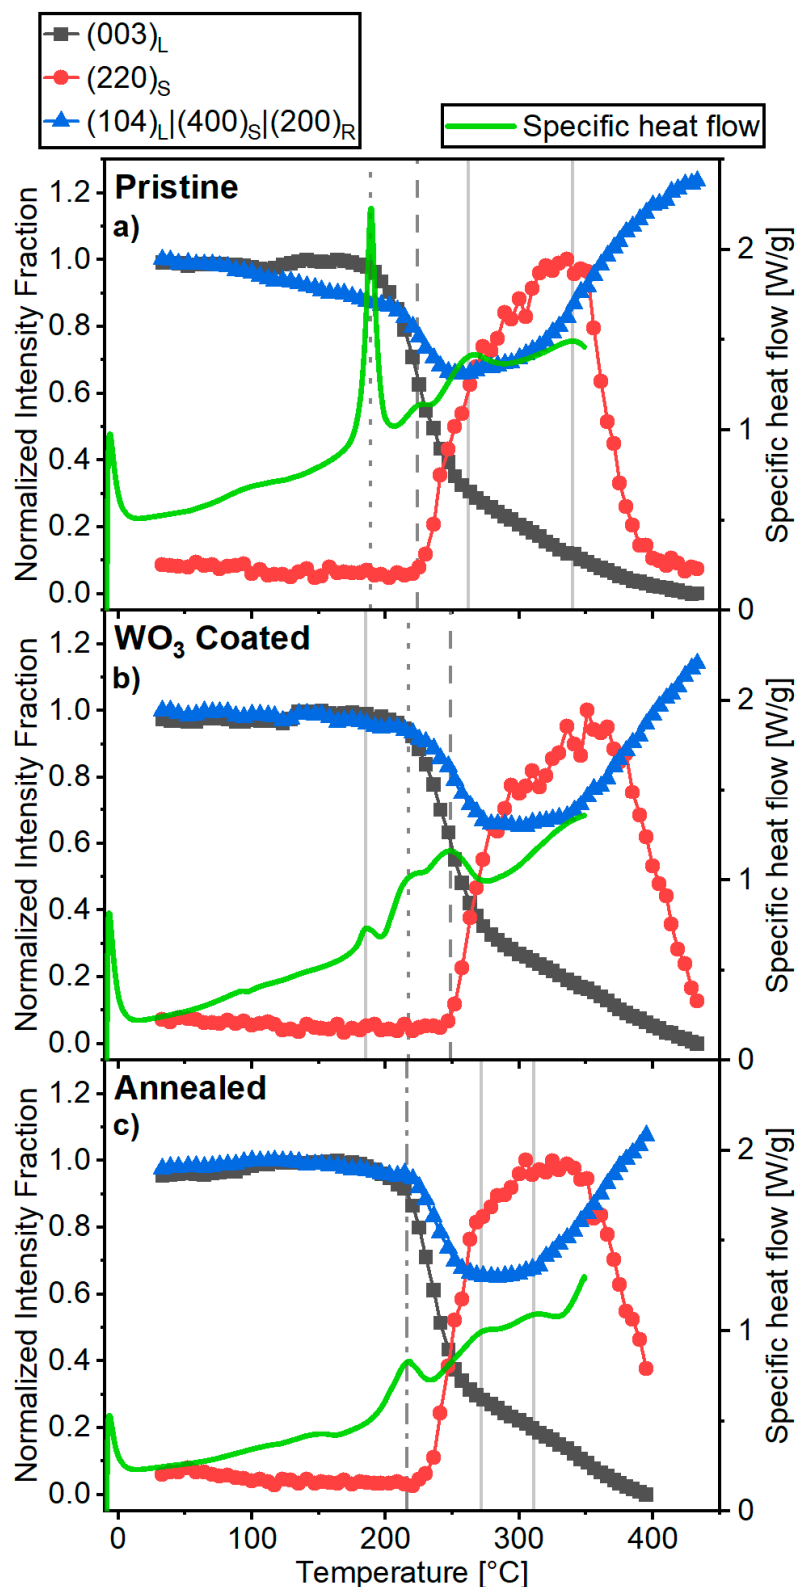 (003)L
(220)S
(104)L|(400)S|(200)R
Specific heat flow
Pristine
a)
1.2
1.0
0.8
0.6
0.4
0.2
0.0
Normalized Intensity Fraction
2
1
0
Specific heat flow [W/g]
WO3 Coated
b)
1.2
1.0
0.8
0.6
0.4
0.2
0.0
Normalized Intensity Fraction
2
1
0
Specific heat flow [W/g]
Annealed
c)
1.2
1.0
0.8
0.6
0.4
0.2
0.0
Normalized Intensity Fraction
2
1
0
Specific heat flow [W/g]
0 100 200 300 400
Temperature [°C]